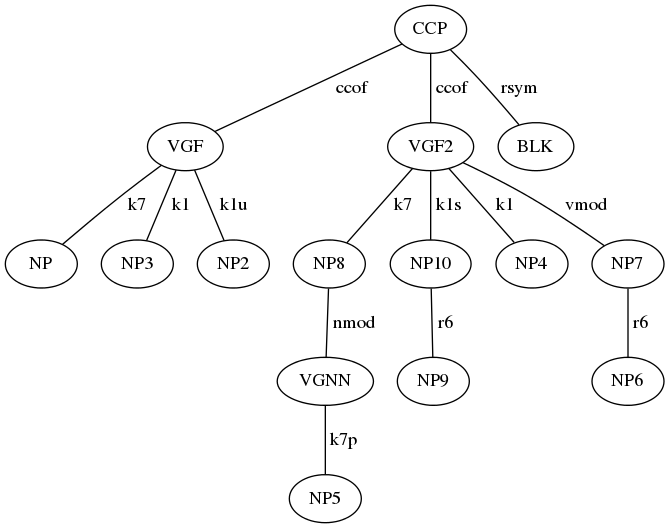 CCP
ccof ccof rsym
VGF VGF2 BLK
k7 k1 k1u k7 k1s k1 vmod
NP NP3 NP2 NP8 NP10 NP4 NP7
nmod r6 r6
VGNN NP9 NP6
k7p
NP5